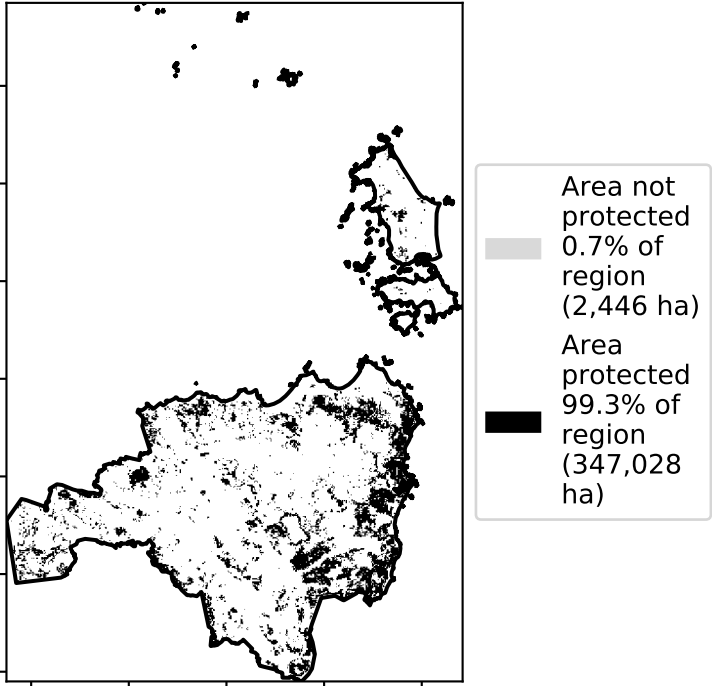 Area not
protected
0.7% of
region
(2,446 ha)
Area
protected
99.3% of
region
(347,028
ha)